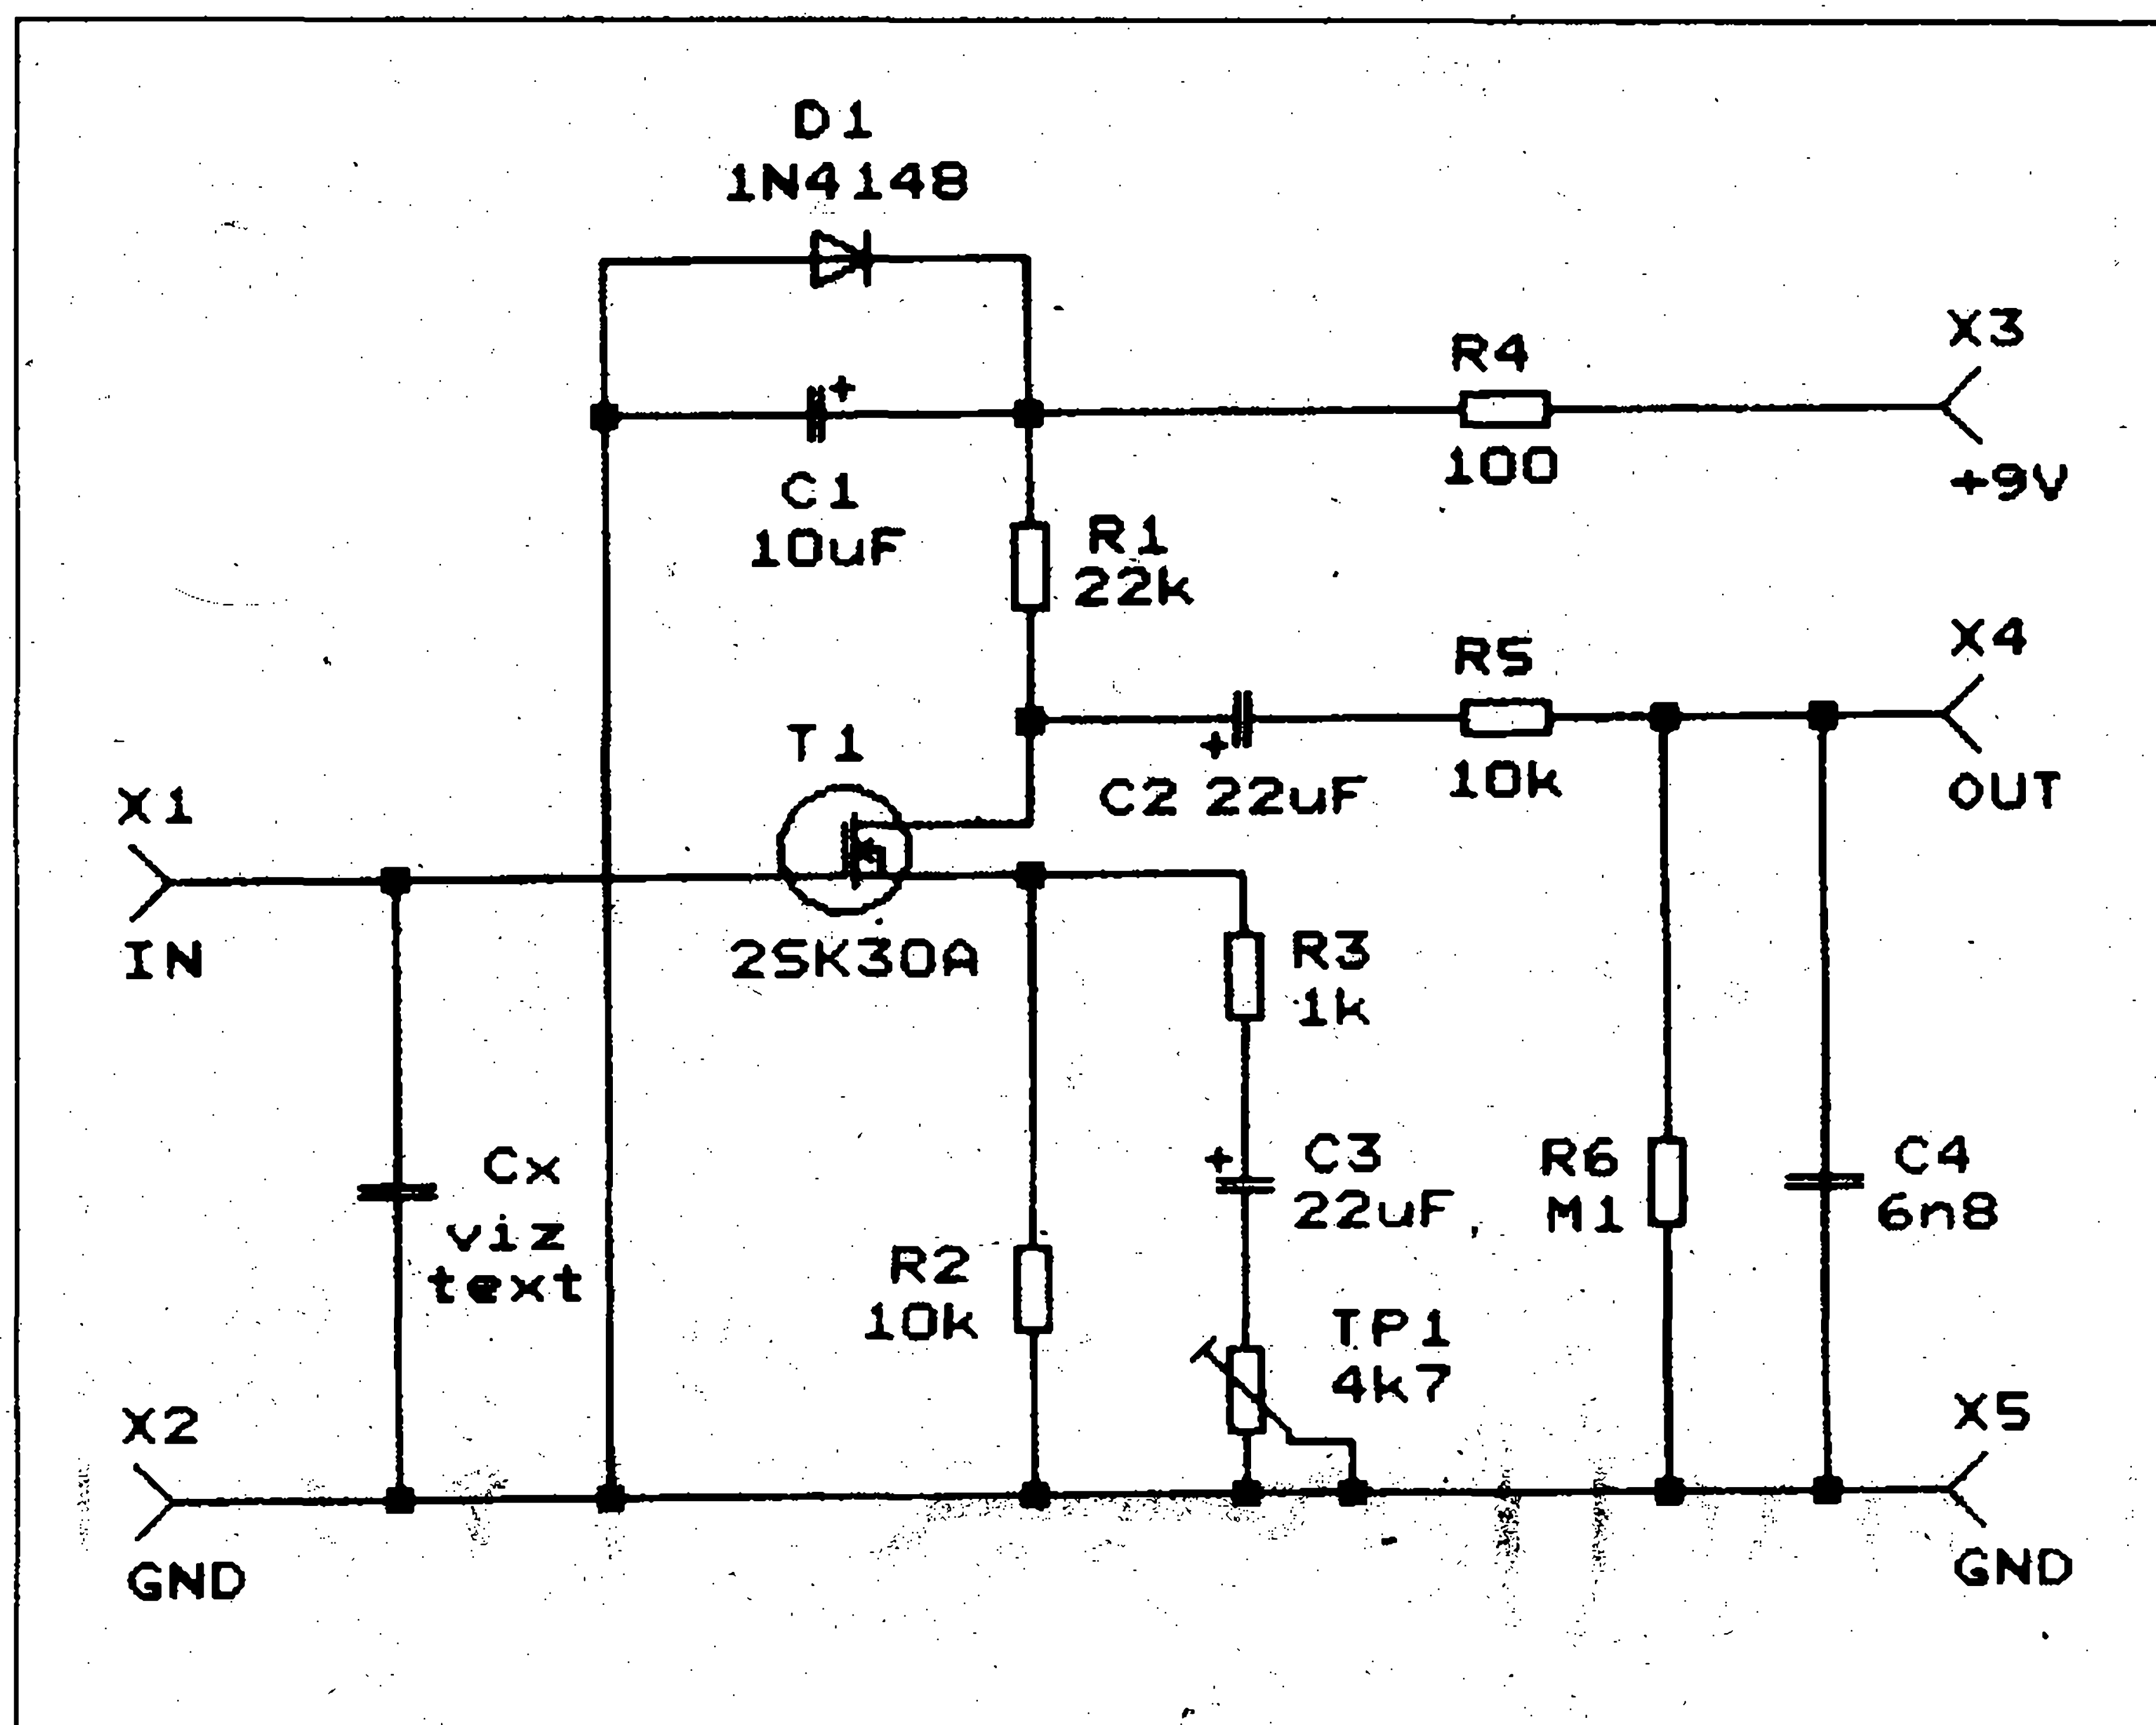 D1
1N4148
X3
R4
100
+9V
+
C1
10uF
R1
22k
X4
R5
10k
OUT
T1
+
C2 22uF
X1
IN
2SK30A
R3
1k
Cx
viz
text
+
C3
22uF
R6
M1
C4
6n8
R2
10k
TP1
4k7
X2
GND
X5
GND